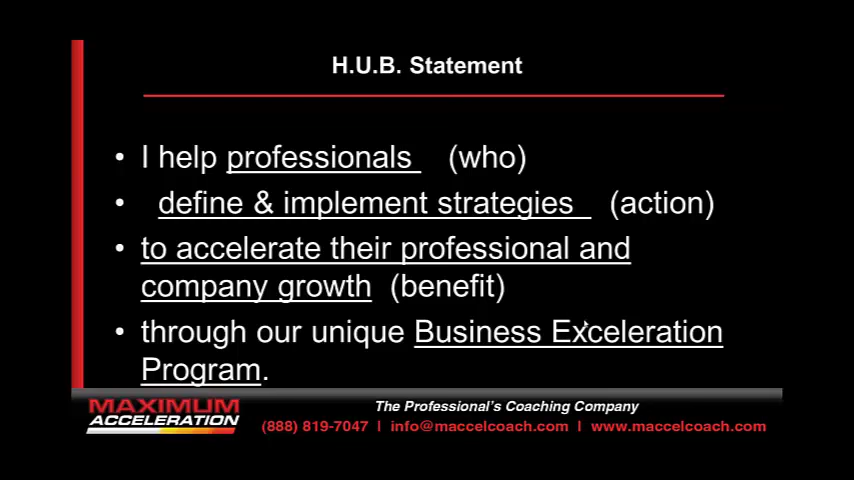 H.U.B. Statement
• I help professionals (who)
• define & implement strategies (action)
• to accelerate their professional and
company growth (benefit)
• through our unique Business Exceleration
Program.
MAXIMUM
ACCELERATION
The Professional's Coaching Company
(888) 819-7047 | info@maccelcoach.com | www.maccelcoach.com